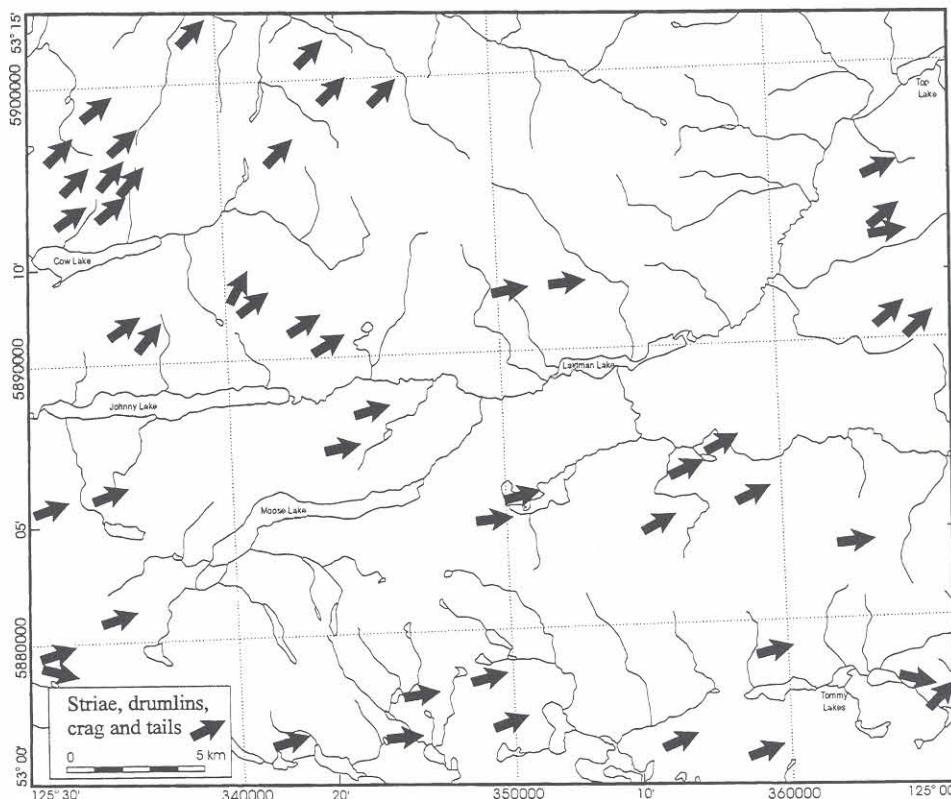 53° 15'
5900000
Top
Lake
Cow Lake
10'
5890000
Laidman Lake
Johnny Lake
Moose Lake
05'
5880000
Striae, drumlins,
crag and tails
0 5 km
Tommy
Lakes
53° 00'
125° 30' 340000 20' 350000 10' 360000 125° 0